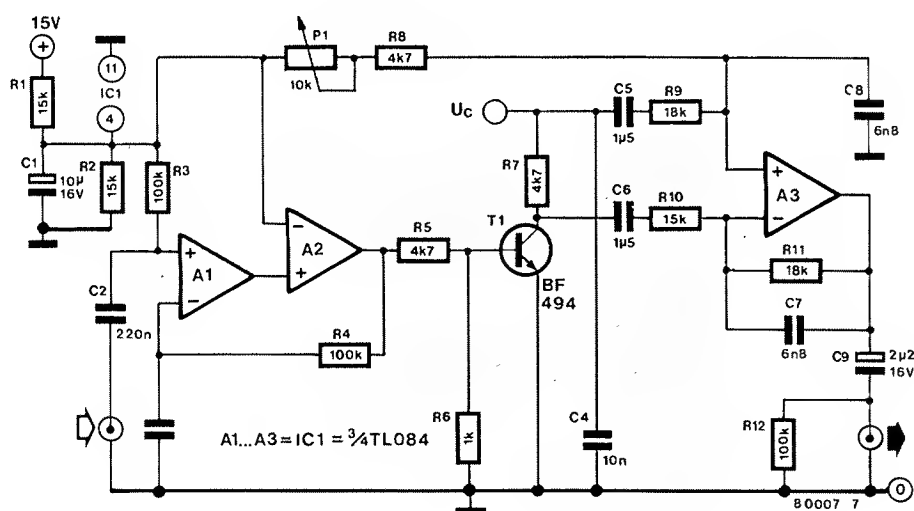 15V
+
R1
15k
11
IC1
4
C1
10µ
16V
R2
15k
R3
100k
P1
10k
R8
4k7
UC
C5
1µ5
R9
18k
C8
6n8
R7
4k7
C6
1µ5
R10
15k
+
A3
−
T1
BF
494
R11
18k
C7
6n8
C9
2µ2
16V
+
A1
−
−
A2
+
R5
4k7
C2
220n
R4
100k
R6
1k
C4
10n
R12
100k
A1...A3=IC1=¾TL084
0
80007 7